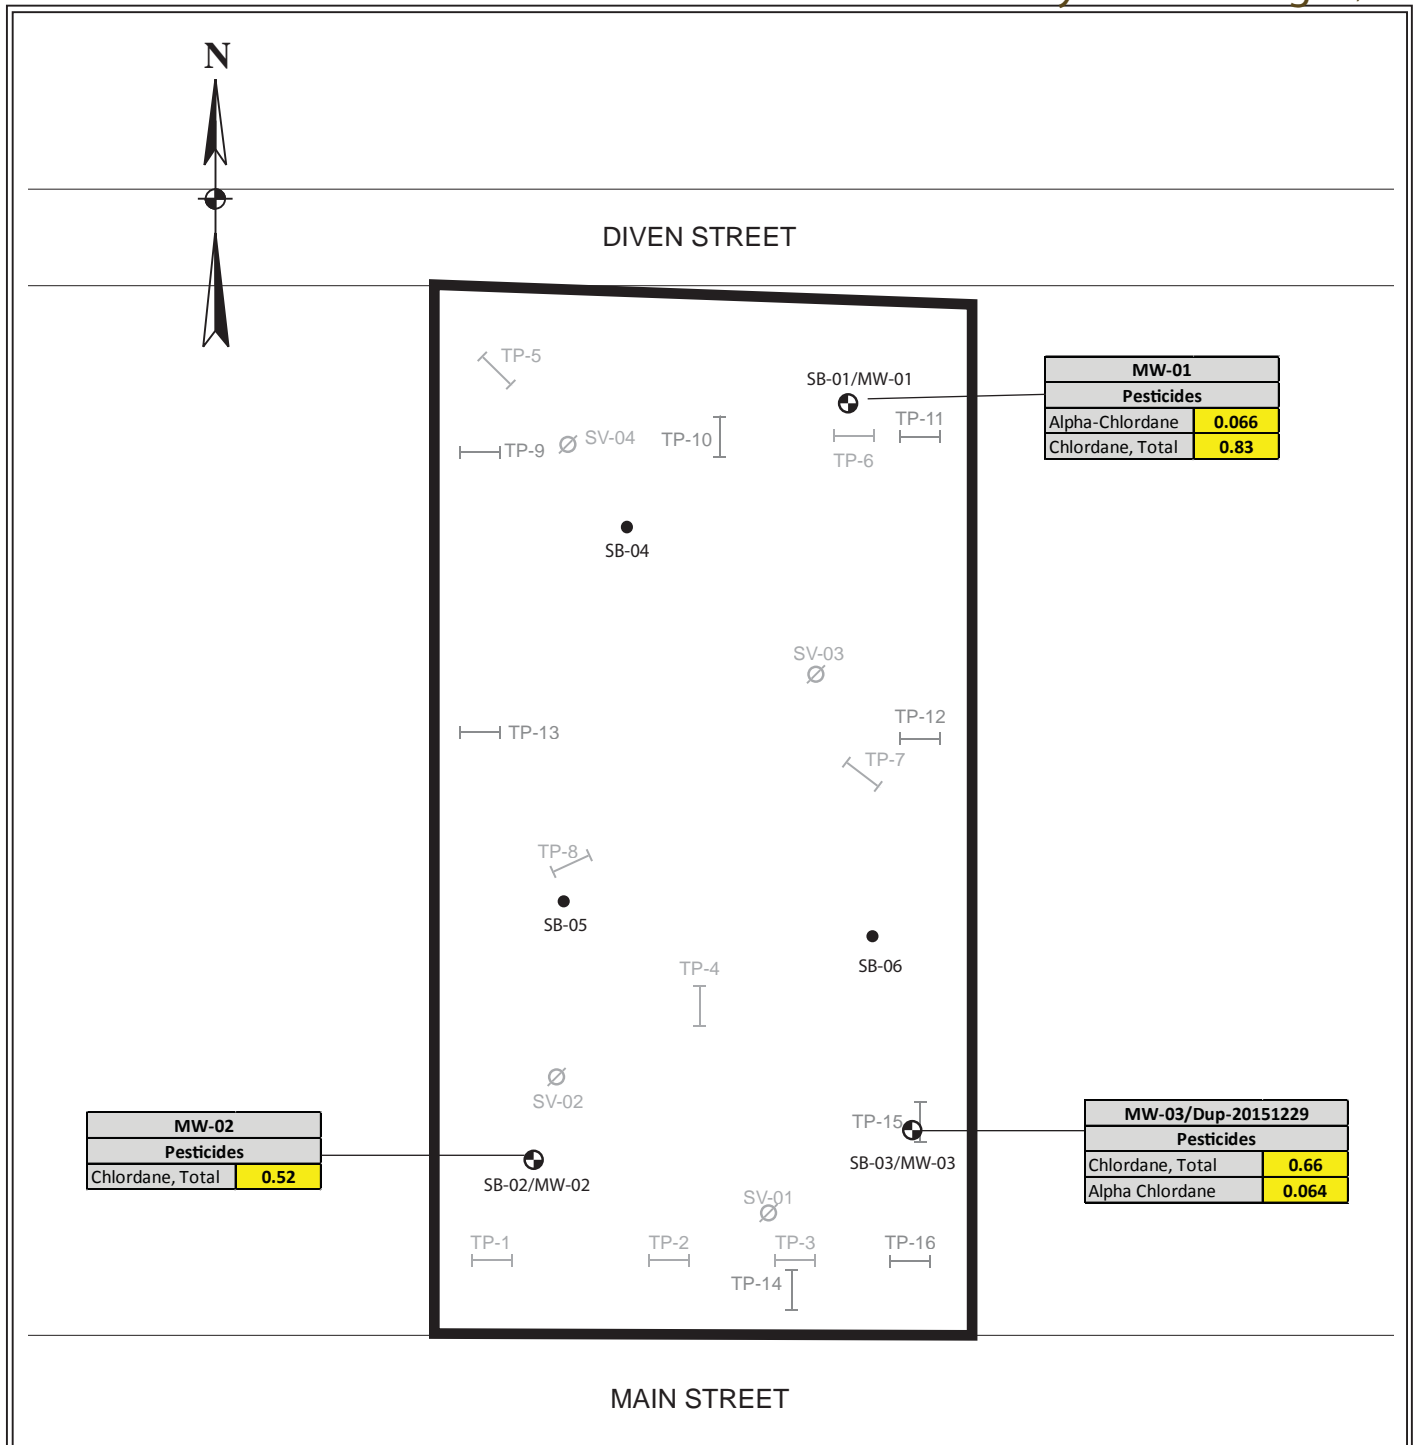 N
DIVEN STREET
TP-5
SB-01/MW-01
MW-01
Pesticides
Alpha-Chlordane 0.066
Chlordane, Total 0.83
TP-11
SV-04
TP-10
TP-9
TP-6
SB-04
SV-03
TP-12
TP-13
TP-7
TP-8
SB-05
SB-06
TP-4
SV-02
MW-02
Pesticides
Chlordane, Total 0.52
TP-15
MW-03/Dup-20151229
Pesticides
Chlordane, Total 0.66
Alpha Chlordane 0.064
SB-03/MW-03
SB-02/MW-02
SV-01
TP-1
TP-2
TP-3
TP-16
TP-14
MAIN STREET